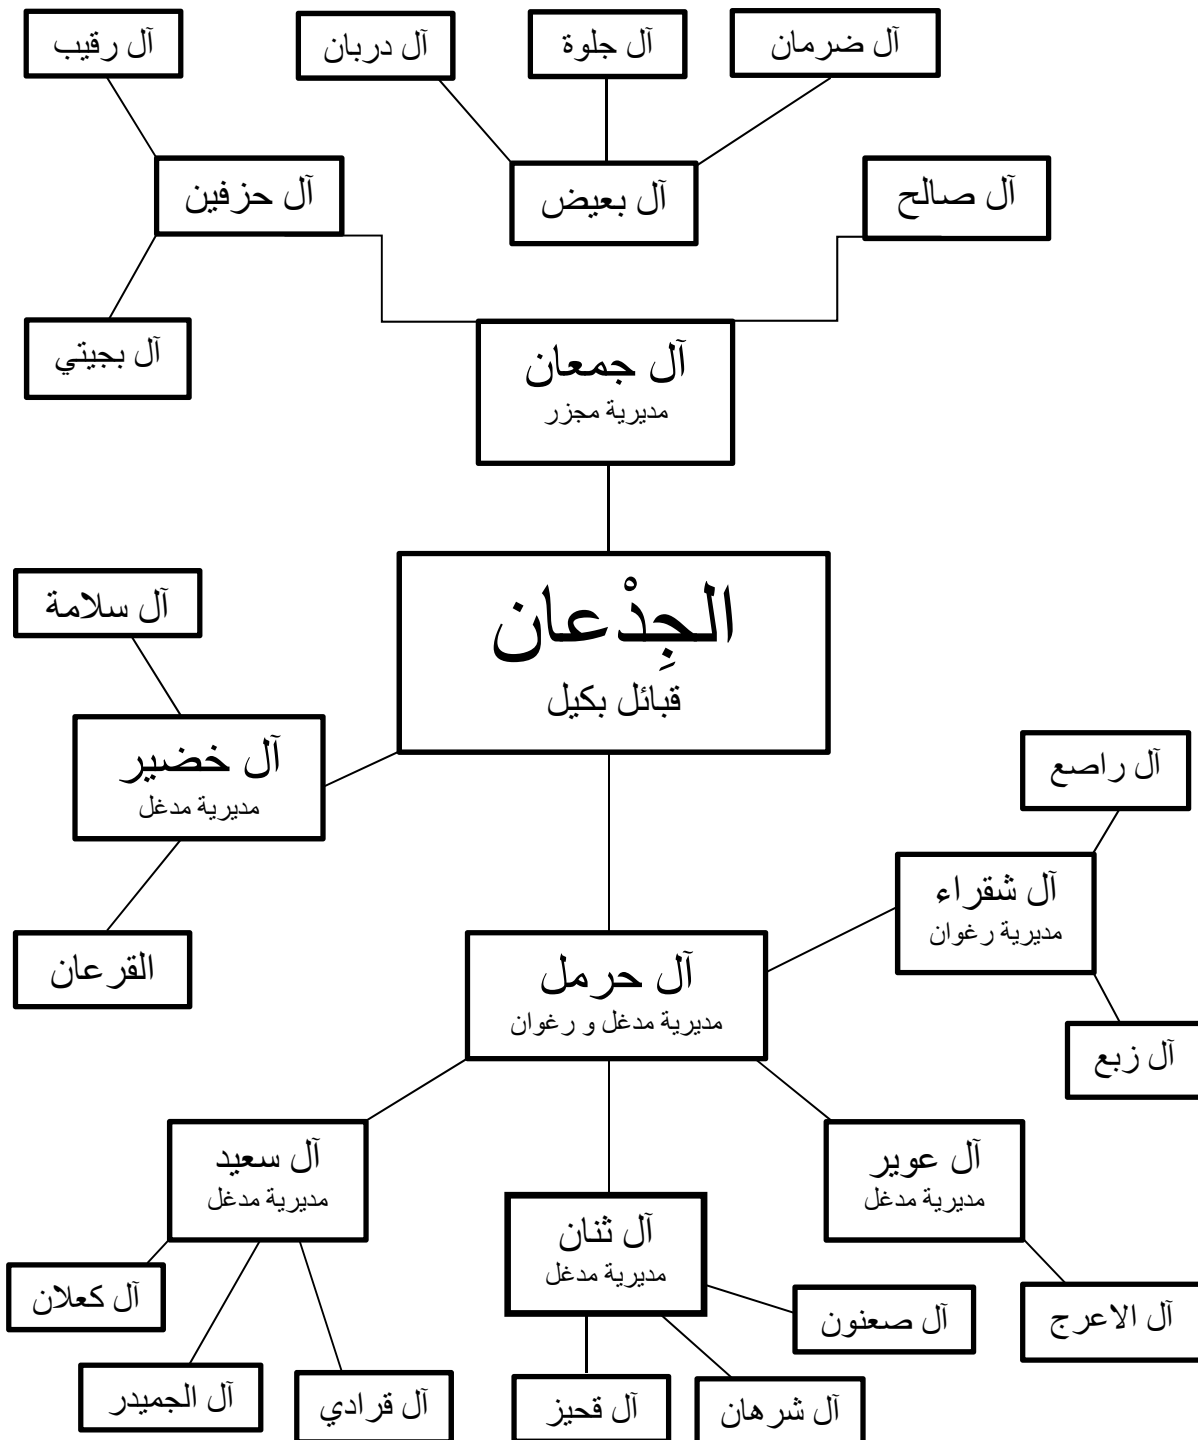 آل ضرمان
آل جلوة
آل دربان
آل رقيب
آل صالح
آل بعيض
آل حزفين
آل بجيتي
آل جمعان
مديرية مجزر
الجِدْعان
قبائل بكيل
آل سلامة
آل خضير
مديرية مدغل
القرعان
آل راصع
آل شقراء
مديرية رغوان
آل زبع
آل حرمل
مديرية مدغل و رغوان
آل عوير
مديرية مدغل
آل ثنان
مديرية مدغل
آل سعيد
مديرية مدغل
آل الاعرج
آل صعنون
آل شرهان
آل قحيز
آل قرادي
آل الجميدر
آل كعلان